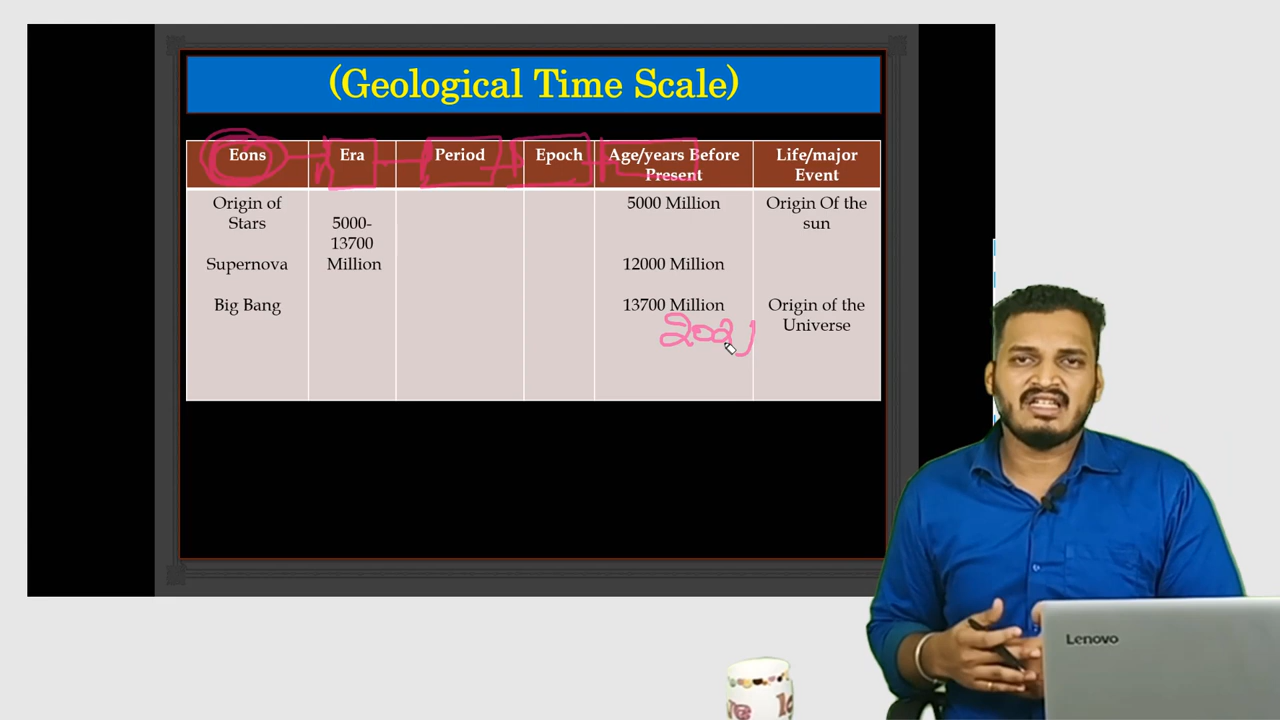 (Geological Time Scale)
Eons
Era
Period
Epoch
Age/years Before
Present
Life/major
Event
Origin of
Stars
5000-
13700
Million
5000 Million
Origin Of the
sun
Supernova
12000 Million
Big Bang
13700 Million
Origin of the
Universe
2021
Lenovo